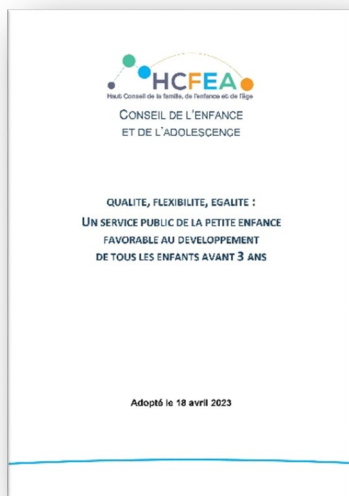 HCFEA
Haut Conseil de la famille, de l'enfance et de l'âge
CONSEIL DE L'ENFANCE
ET DE L'ADOLESCENCE
QUALITE, FLEXIBILITE, EGALITE :
UN SERVICE PUBLIC DE LA PETITE ENFANCE
FAVORABLE AU DEVELOPPEMENT
DE TOUS LES ENFANTS AVANT 3 ANS
Adopté le 18 avril 2023